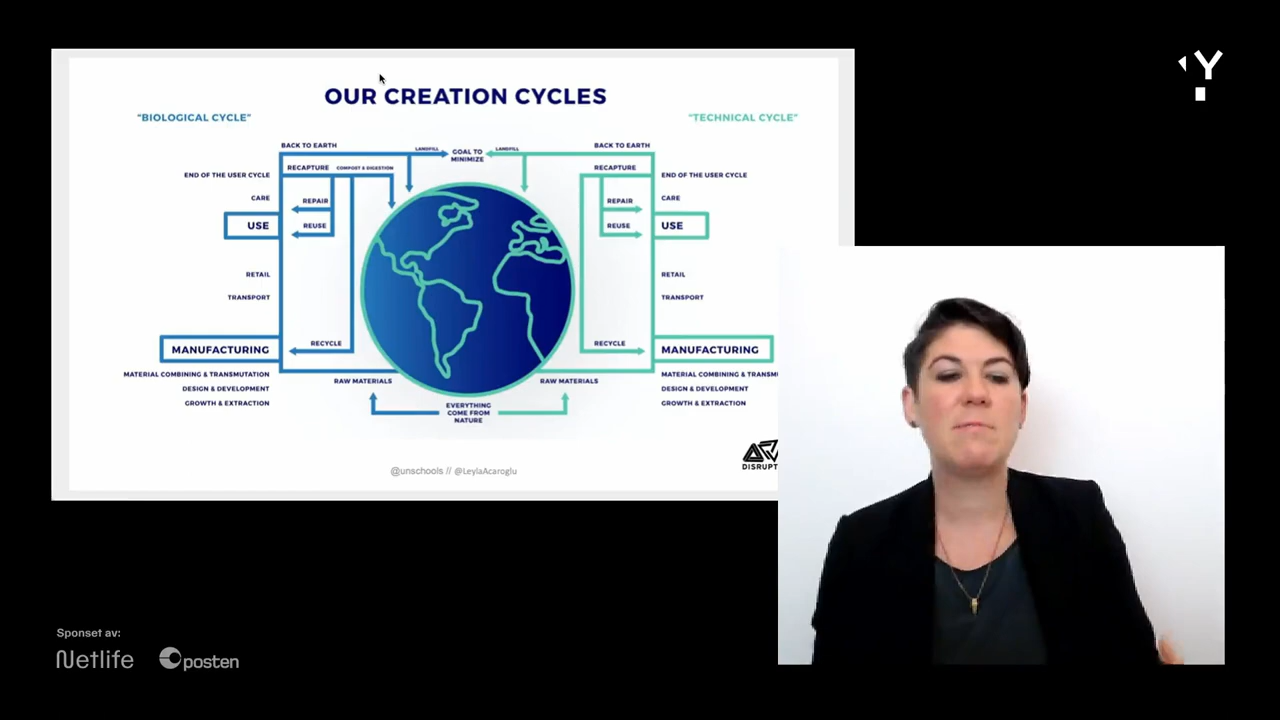 OUR CREATION CYCLES
"BIOLOGICAL CYCLE"
"TECHNICAL CYCLE"
BACK TO EARTH
LANDFILL
GOAL TO
MINIMIZE
LANDFILL
BACK TO EARTH
RECAPTURE
COMPOST & DIGESTION
RECAPTURE
END OF THE USER CYCLE
END OF THE USER CYCLE
CARE
REPAIR
REPAIR
CARE
USE
REUSE
REUSE
USE
RETAIL
RETAIL
TRANSPORT
TRANSPORT
MANUFACTURING
RECYCLE
RECYCLE
MANUFACTURING
MATERIAL COMBINING & TRANSMUTATION
RAW MATERIALS
RAW MATERIALS
MATERIAL COMBINING & TRANSM
DESIGN & DEVELOPMENT
DESIGN & DEVELOPMENT
GROWTH & EXTRACTION
EVERYTHING
COME FROM
NATURE
GROWTH & EXTRACTION
DISRUPT
@unschools // @LeylaAcaroglu
Y
Sponset av:
Netlife
posten